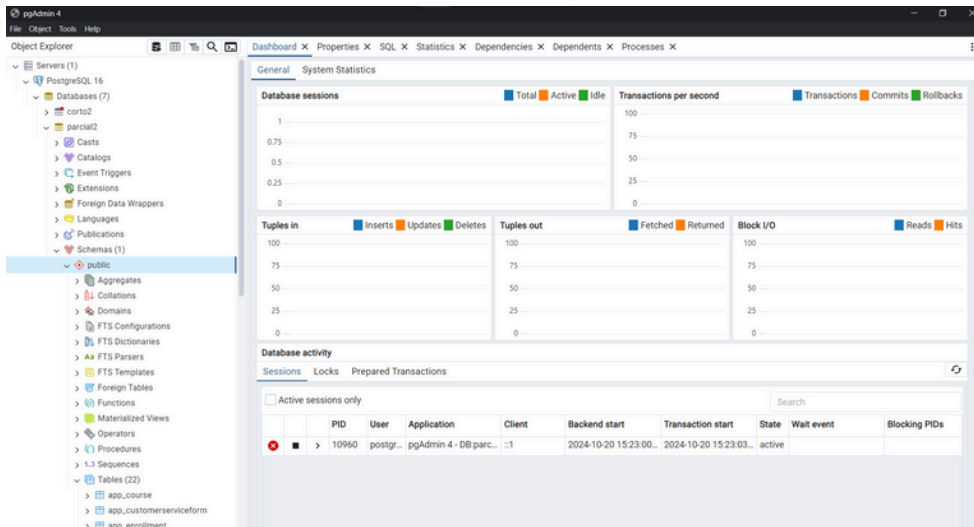 pgAdmin 4
File Object Tools Help
Object Explorer
Servers (1)
PostgreSQL 16
Databases (7)
corto2
parcial2
Casts
Catalogs
Event Triggers
Extensions
Foreign Data Wrappers
Languages
Publications
Schemas (1)
public
Aggregates
Collations
Domains
FTS Configurations
FTS Dictionaries
Aa FTS Parsers
FTS Templates
Foreign Tables
Functions
Materialized Views
Operators
Procedures
1..3 Sequences
Tables (22)
app_course
app_customerserviceform
app_enrollment
Dashboard Properties SQL Statistics Dependencies Dependents Processes
General System Statistics
Database sessions Total Active Idle
1
0.75
0.5
0.25
0
Transactions per second Transactions Commits Rollbacks
100
75
50
25
0
Tuples in Inserts Updates Deletes
100
75
50
25
0
Tuples out Fetched Returned
100
75
50
25
0
Block I/O Reads Hits
100
75
50
25
0
Database activity
Sessions Locks Prepared Transactions
Active sessions only Search
PID User Application Client Backend start Transaction start State Wait event Blocking PIDs
10960 postgr... pgAdmin 4 - DB:parc... ::1 2024-10-20 15:23:00... 2024-10-20 15:23:03... active